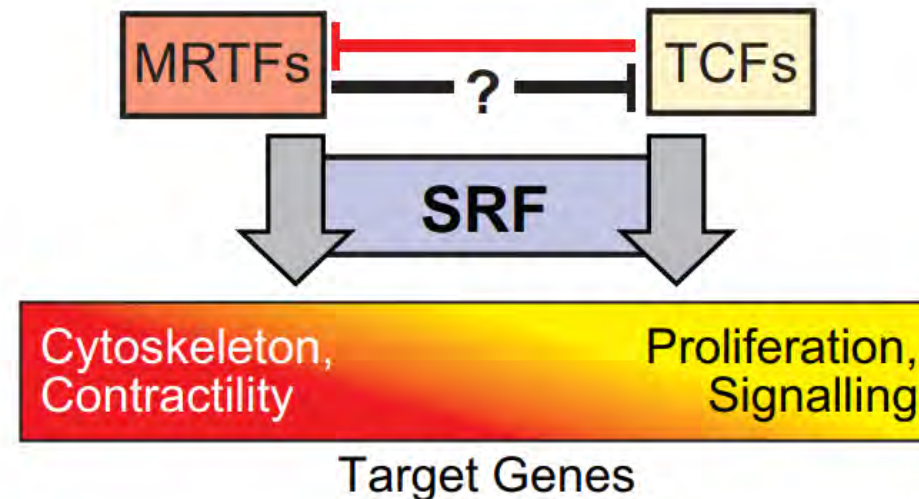 MRTFs
TCFs
?
SRF
Cytoskeleton,
Contractility
Proliferation,
Signalling
Target Genes